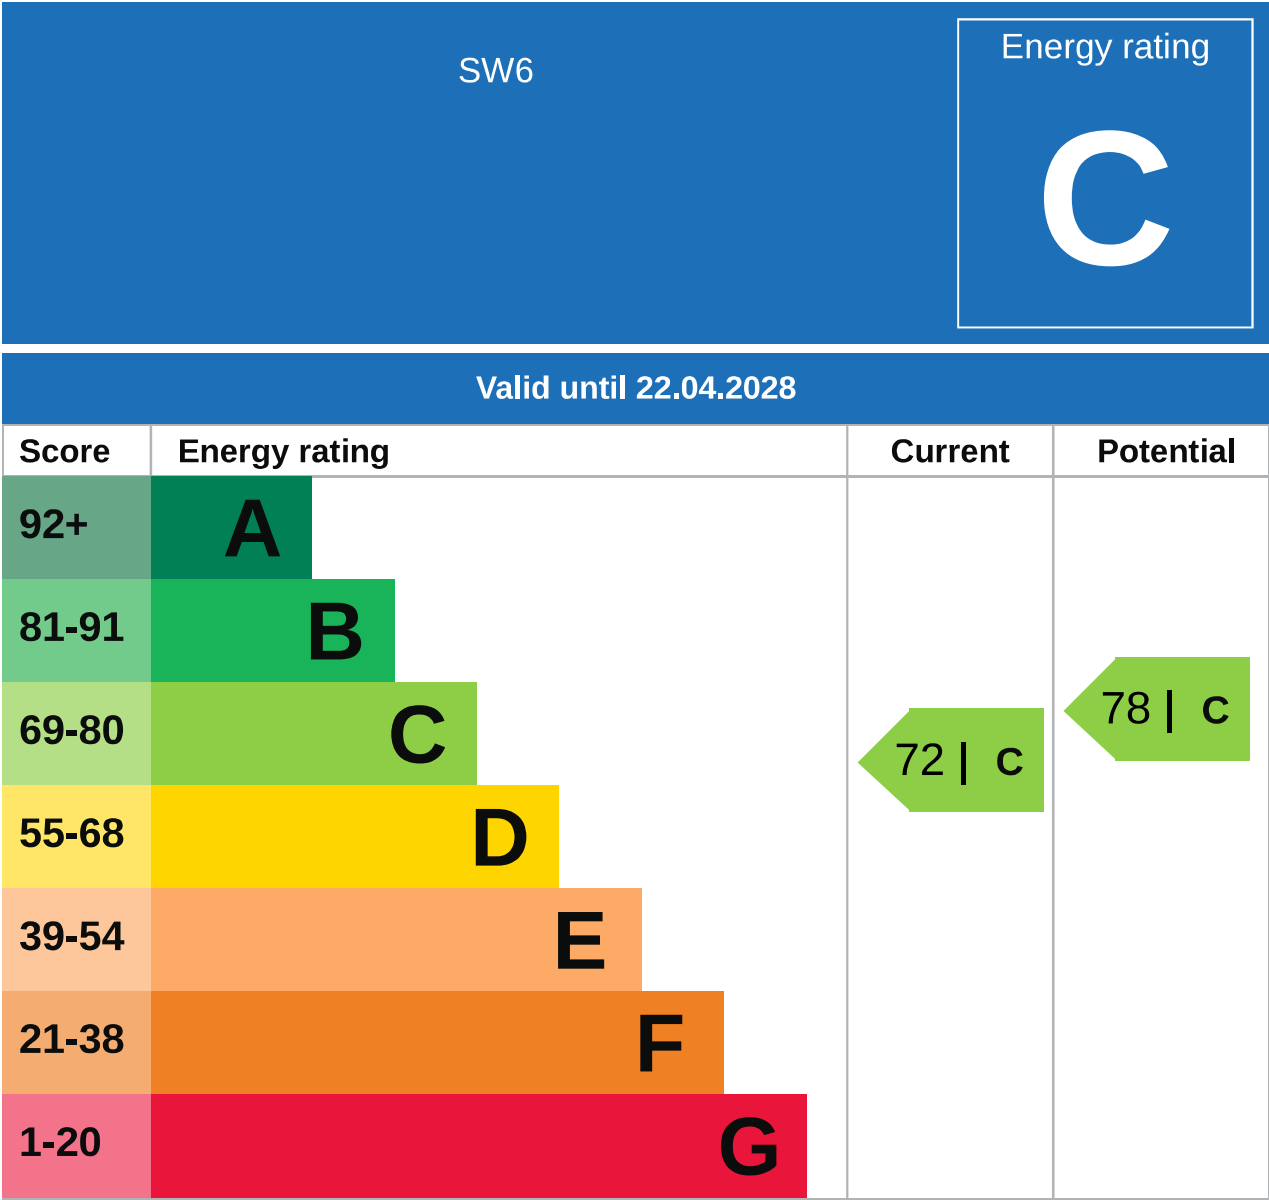 SW6
Energy rating
C
Valid until 22.04.2028
Score Energy rating Current Potential
92+ A
81-91 B
69-80 C
78 | C
72 | C
55-68 D
39-54 E
21-38 F
1-20 G